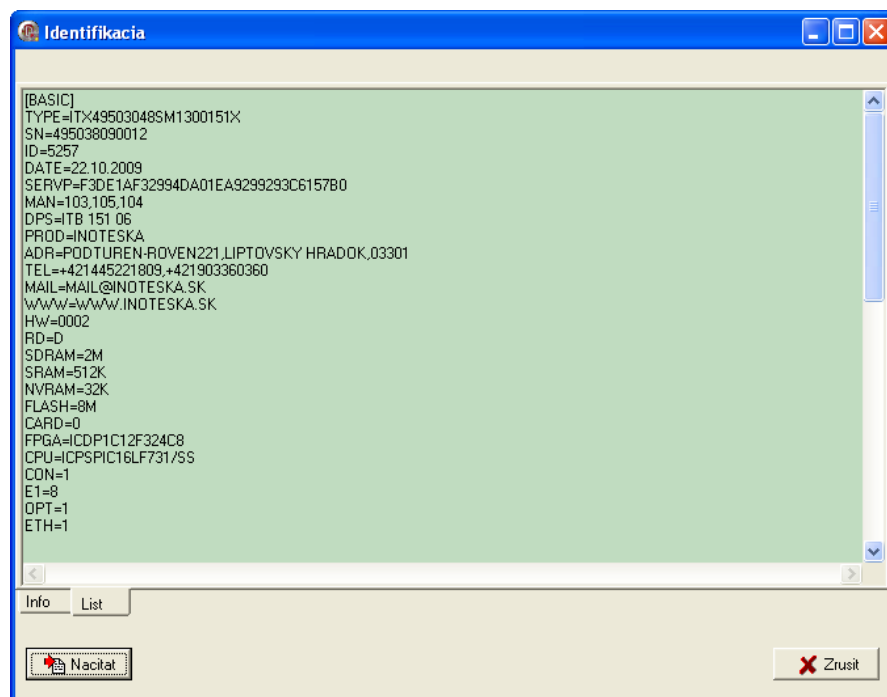 Identifikacia
[BASIC]
TYPE=ITX49503048SM1300151X
SN=495038090012
ID=5257
DATE=22.10.2009
SERVP=F3DE1AF32994DA01EA9299293C6157B0
MAN=103,105,104
DPS=ITB 151 06
PROD=INOTESKA
ADR=PODTUREN-ROVEN221,LIPTOVSKY HRADOK,03301
TEL=+421445221809,+421903360360
MAIL=MAIL@INOTESKA.SK
WWW=WWW.INOTESKA.SK
HW=0002
RD=D
SDRAM=2M
SRAM=512K
NVRAM=32K
FLASH=8M
CARD=0
FPGA=ICDP1C12F324C8
CPU=ICPSPIC16LF731/SS
CON=1
E1=8
OPT=1
ETH=1
Info List
Nacitat Zrusit